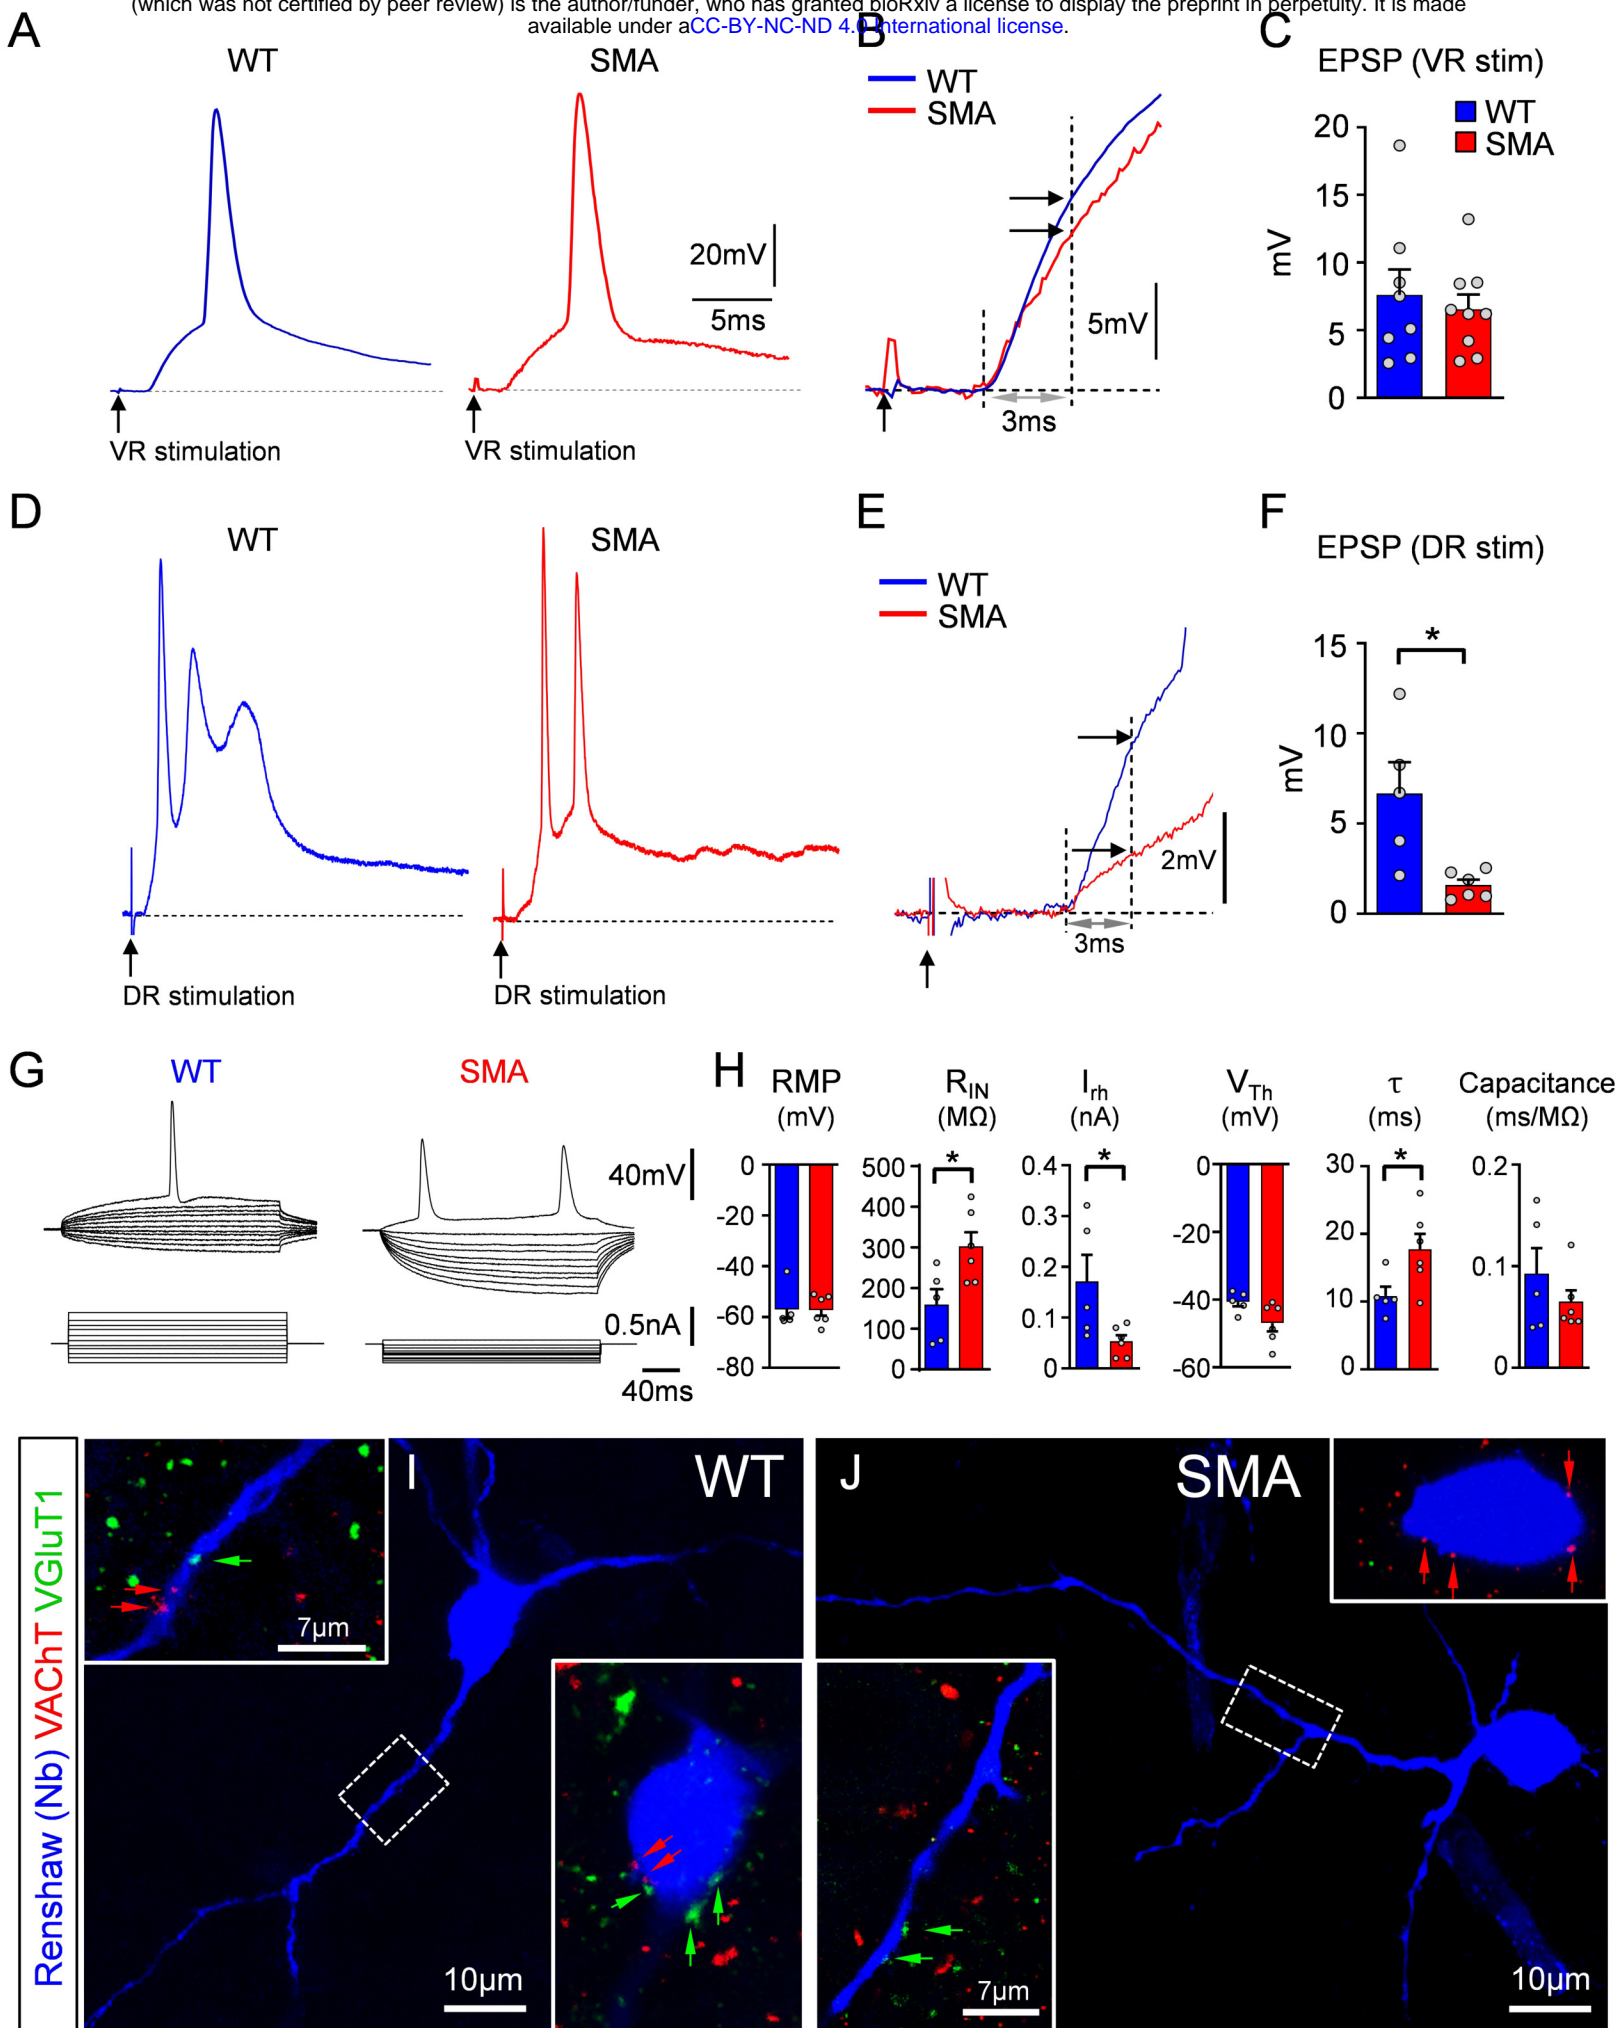 (which was not certified by peer review) is the author/funder, who has granted bioRxiv a license to display the preprint in perpetuity. It is made
available under aCC-BY-NC-ND 4.0 International license.
A
WT
SMA
20mV
5ms
VR stimulation
VR stimulation
B
WT
SMA
5mV
3ms
C
EPSP (VR stim)
WT
SMA
mV
20
15
10
5
0
D
WT
SMA
DR stimulation
DR stimulation
E
WT
SMA
2mV
3ms
F
EPSP (DR stim)
*
mV
15
10
5
0
G
WT
SMA
40mV
0.5nA
40ms
H
RMP
(mV)
0
-20
-40
-60
-80
RIN
(MΩ)
*
500
400
300
200
100
0
Irh
(nA)
*
0.4
0.3
0.2
0.1
0
VTh
(mV)
0
-20
-40
-60
τ
(ms)
*
30
20
10
0
Capacitance
(ms/MΩ)
0.2
0.1
0
Renshaw (Nb) VAChT VGluT1
I
WT
7µm
10µm
J
SMA
7µm
10µm